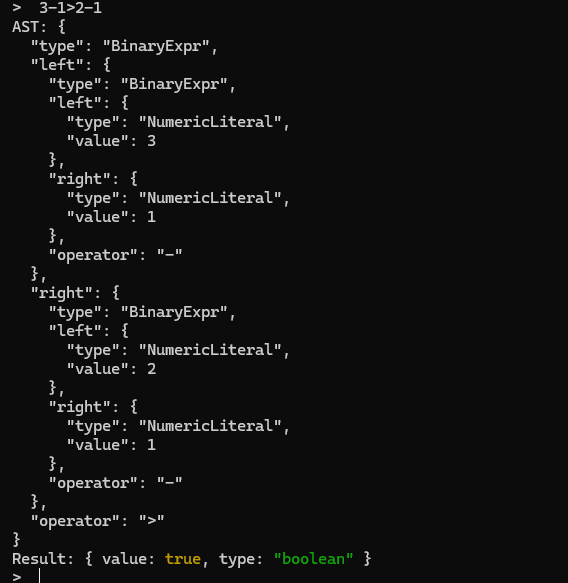 >  3-1>2-1
AST: {
  "type": "BinaryExpr",
  "left": {
    "type": "BinaryExpr",
    "left": {
      "type": "NumericLiteral",
      "value": 3
    },
    "right": {
      "type": "NumericLiteral",
      "value": 1
    },
    "operator": "-"
  },
  "right": {
    "type": "BinaryExpr",
    "left": {
      "type": "NumericLiteral",
      "value": 2
    },
    "right": {
      "type": "NumericLiteral",
      "value": 1
    },
    "operator": "-"
  },
  "operator": ">"
}
Result: { value: true, type: "boolean" }
>